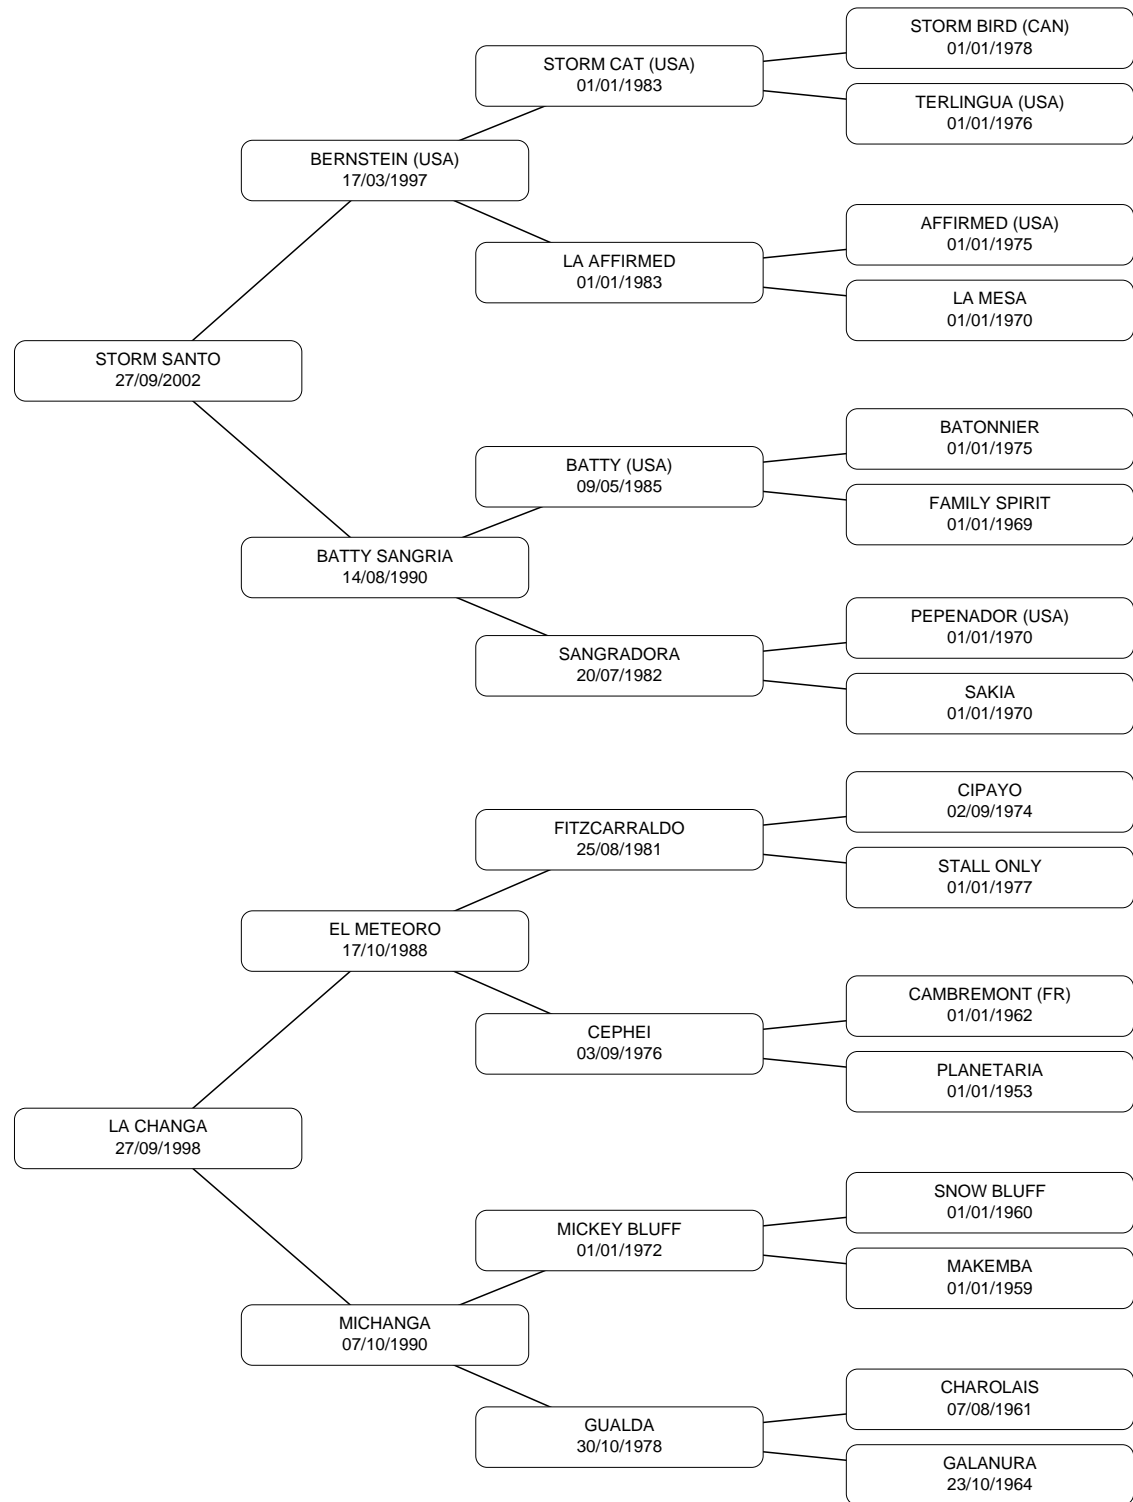 STORM BIRD (CAN)
01/01/1978
STORM CAT (USA)
01/01/1983
TERLINGUA (USA)
01/01/1976
BERNSTEIN (USA)
17/03/1997
AFFIRMED (USA)
01/01/1975
LA AFFIRMED
01/01/1983
LA MESA
01/01/1970
STORM SANTO
27/09/2002
BATONNIER
01/01/1975
BATTY (USA)
09/05/1985
FAMILY SPIRIT
01/01/1969
BATTY SANGRIA
14/08/1990
PEPENADOR (USA)
01/01/1970
SANGRADORA
20/07/1982
SAKIA
01/01/1970
CIPAYO
02/09/1974
FITZCARRALDO
25/08/1981
STALL ONLY
01/01/1977
EL METEORO
17/10/1988
CAMBREMONT (FR)
01/01/1962
CEPHEI
03/09/1976
PLANETARIA
01/01/1953
LA CHANGA
27/09/1998
SNOW BLUFF
01/01/1960
MICKEY BLUFF
01/01/1972
MAKEMBA
01/01/1959
MICHANGA
07/10/1990
CHAROLAIS
07/08/1961
GUALDA
30/10/1978
GALANURA
23/10/1964